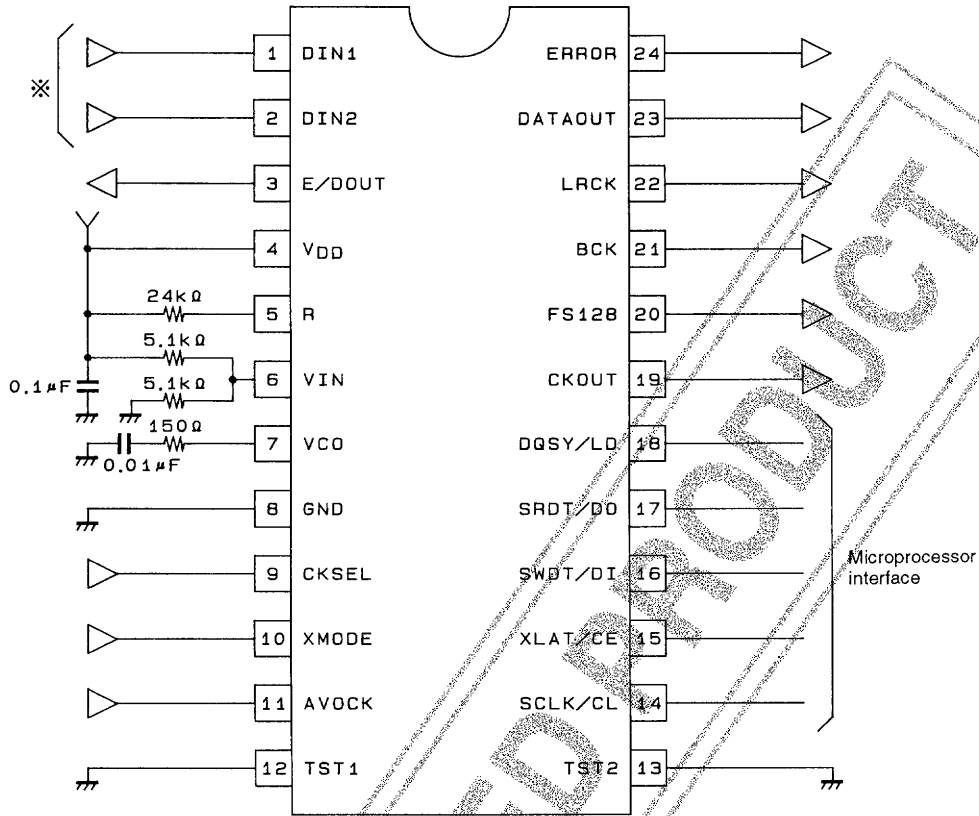 ※
1 DIN1
2 DIN2
3 E/DOUT
4 VDD
24kΩ
5 R
5.1kΩ
6 VIN
5.1kΩ
0.1μF
150Ω
7 VCO
0.01μF
8 GND
9 CKSEL
10 XMODE
11 AVOCK
12 TST1
ERROR 24
DATAOUT 23
LRCK 22
BCK 21
FS128 20
CKOUT 19
DQSY/LD 18
SRDT/DO 17
SWDT/DI 16
XLAT/CE 15
SCLK/CL 14
TST2 13
Microprocessor
interface
ED PRODUCT